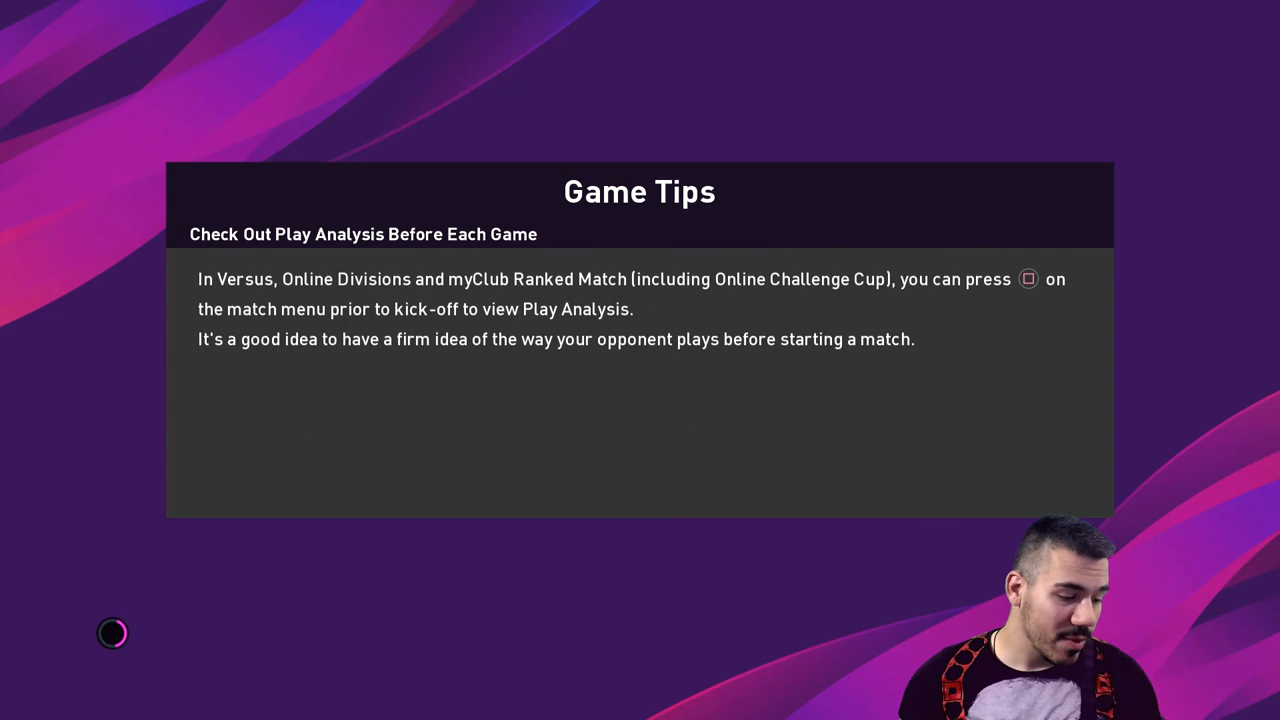 Game Tips
Check Out Play Analysis Before Each Game
In Versus, Online Divisions and myClub Ranked Match (including Online Challenge Cup), you can press on
the match menu prior to kick-off to view Play Analysis.
It's a good idea to have a firm idea of the way your opponent plays before starting a match.